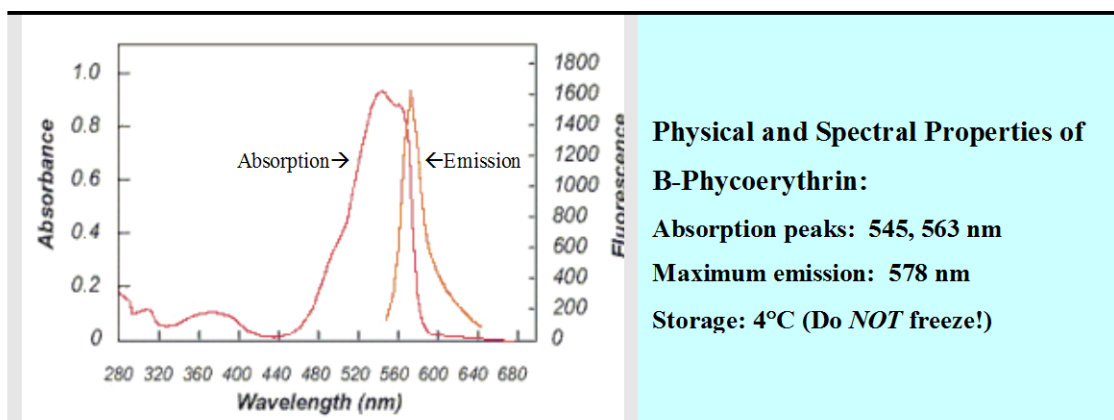 1.0
0.8
0.6
0.4
0.2
0
Absorbance
1800
1600
1400
1200
1000
800
600
400
200
0
Fluorescence
Absorption→
←Emission
280 320 360 400 440 480 520 560 600 640 680
Wavelength (nm)
Physical and Spectral Properties of
B-Phycoerythrin:
Absorption peaks: 545, 563 nm
Maximum emission: 578 nm
Storage: 4°C (Do NOT freeze!)